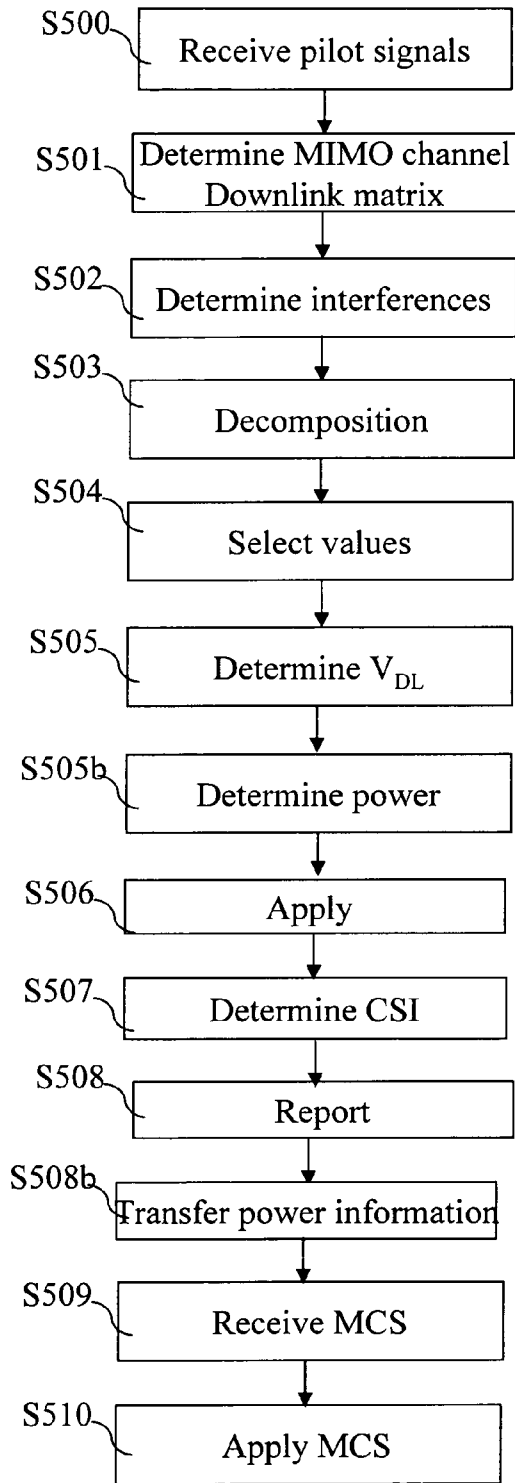 S500
Receive pilot signals
S501
Determine MIMO channel
Downlink matrix
S502
Determine interferences
S503
Decomposition
S504
Select values
S505
Determine V_DL
S505b
Determine power
S506
Apply
S507
Determine CSI
S508
Report
S508b
Transfer power information
S509
Receive MCS
S510
Apply MCS